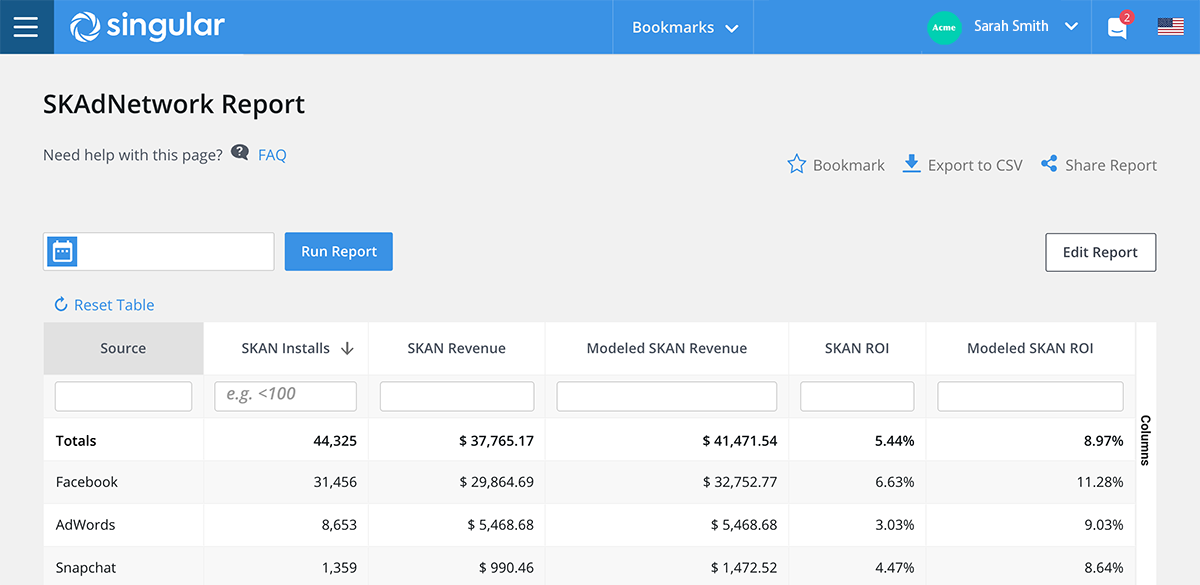 singular
Bookmarks
Acme
Sarah Smith
2
SKAdNetwork Report
Need help with this page? ? FAQ
Bookmark Export to CSV Share Report
Run Report
Edit Report
Reset Table
Source SKAN Installs SKAN Revenue Modeled SKAN Revenue SKAN ROI Modeled SKAN ROI
e.g. <100
Columns
Totals 44,325 $ 37,765.17 $ 41,471.54 5.44% 8.97%
Facebook 31,456 $ 29,864.69 $ 32,752.77 6.63% 11.28%
AdWords 8,653 $ 5,468.68 $ 5,468.68 3.03% 9.03%
Snapchat 1,359 $ 990.46 $ 1,472.52 4.47% 8.64%